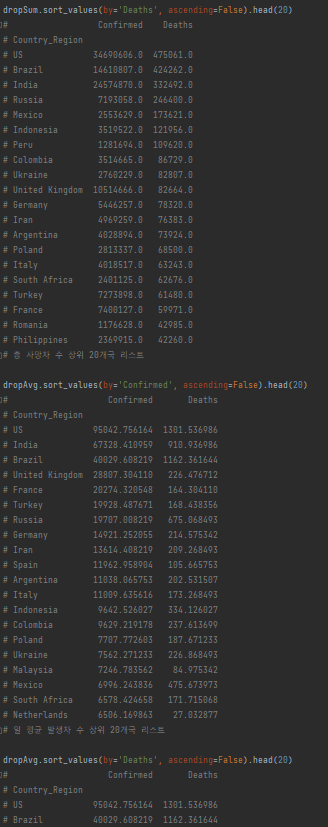 dropSum.sort_values(by='Deaths', ascending=False).head(20)
#                 Confirmed    Deaths
# Country_Region
# US              34690606.0  475061.0
# Brazil          14610807.0  424262.0
# India           24574870.0  332492.0
# Russia           7193058.0  246400.0
# Mexico           2553629.0  173621.0
# Indonesia        3519522.0  121956.0
# Peru             1281694.0  109620.0
# Colombia         3514665.0   86729.0
# Ukraine          2760229.0   82807.0
# United Kingdom  10514666.0   82664.0
# Germany          5446257.0   78320.0
# Iran             4969259.0   76383.0
# Argentina        4028894.0   73924.0
# Poland           2813337.0   68500.0
# Italy            4018517.0   63243.0
# South Africa     2401125.0   62676.0
# Turkey           7273898.0   61480.0
# France           7400127.0   59971.0
# Romania          1176628.0   42985.0
# Philippines      2369915.0   42260.0
# 총 사망자 수 상위 20개국 리스트
dropAvg.sort_values(by='Confirmed', ascending=False).head(20)
#                    Confirmed       Deaths
# Country_Region
# US              95042.756164  1301.536986
# India           67328.410959   910.936986
# Brazil          40029.608219  1162.361644
# United Kingdom  28807.304110   226.476712
# France          20274.320548   164.304110
# Turkey          19928.487671   168.438356
# Russia          19707.008219   675.068493
# Germany         14921.252055   214.575342
# Iran            13614.408219   209.268493
# Spain           11962.958904   105.665753
# Argentina       11038.065753   202.531507
# Italy           11009.635616   173.268493
# Indonesia        9642.526027   334.126027
# Colombia         9629.219178   237.613699
# Poland           7707.772603   187.671233
# Ukraine          7562.271233   226.868493
# Malaysia         7246.783562    84.975342
# Mexico           6996.243836   475.673973
# South Africa     6578.424658   171.715068
# Netherlands      6506.169863    27.032877
# 일 평균 발생자 수 상위 20개국 리스트
dropAvg.sort_values(by='Deaths', ascending=False).head(20)
#                    Confirmed       Deaths
# Country_Region
# US              95042.756164  1301.536986
# Brazil          40029.608219  1162.361644